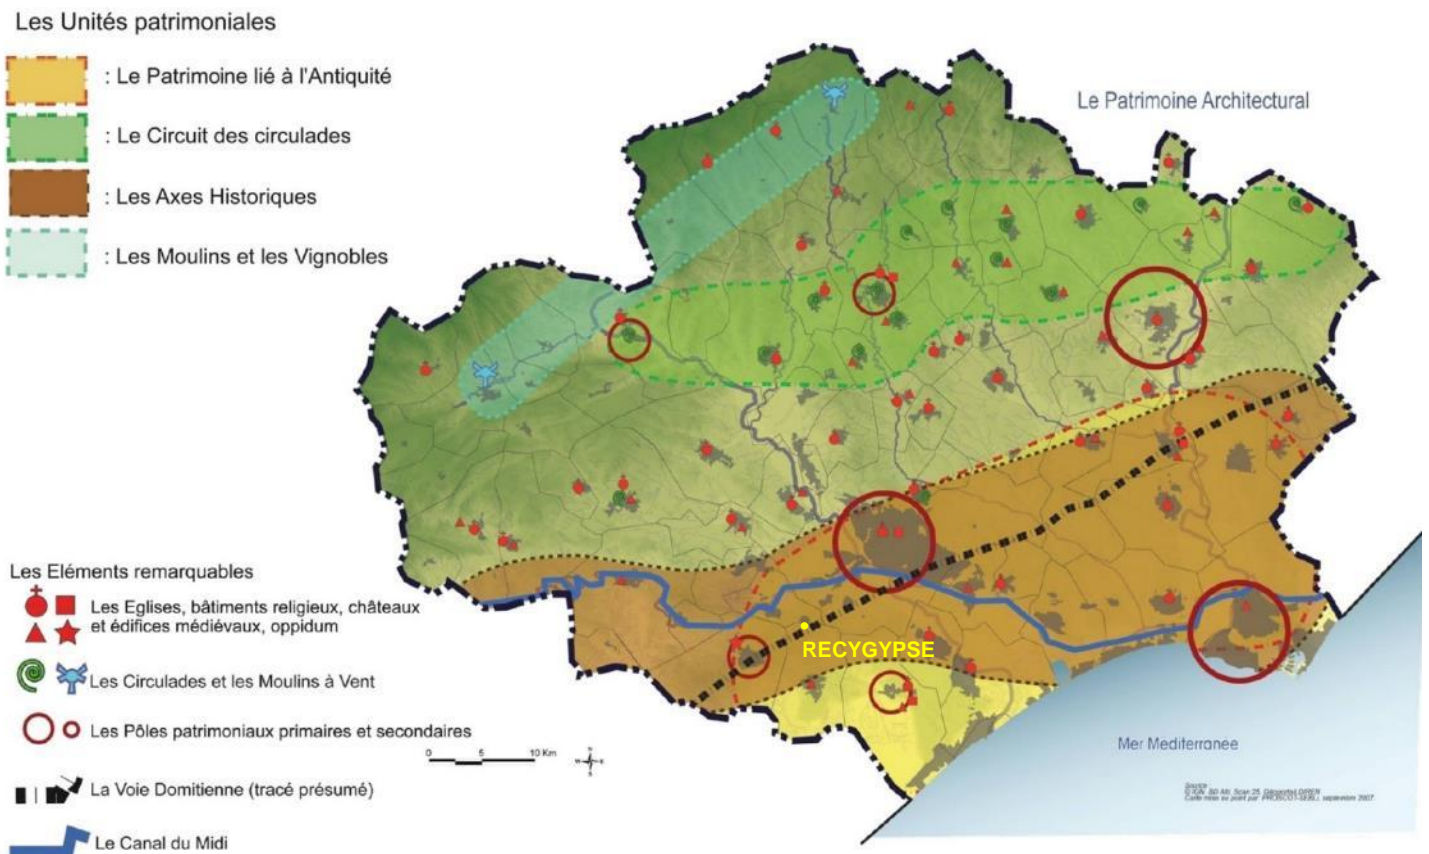 Les Unités patrimoniales
: Le Patrimoine lié à l'Antiquité
: Le Circuit des circulades
: Les Axes Historiques
: Les Moulins et les Vignobles
Le Patrimoine Architectural
Les Eléments remarquables
Les Eglises, bâtiments religieux, châteaux
et édifices médiévaux, oppidum
Les Circulades et les Moulins à Vent
Les Pôles patrimoniaux primaires et secondaires
La Voie Domitienne (tracé présumé)
Le Canal du Midi
RECYGYPSE
0 5 10 Km
Mer Mediterranee
Source
septembre 2007